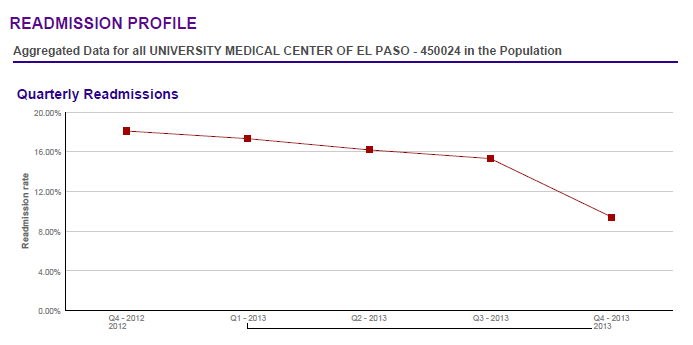 READMISSION PROFILE
Aggregated Data for all UNIVERSITY MEDICAL CENTER OF EL PASO - 450024 in the Population
Quarterly Readmissions
20.00%
16.00%
12.00%
8.00%
4.00%
0.00%
Readmission rate
Q4 - 2012 Q1 - 2013 Q2 - 2013 Q3 - 2013 Q4 - 2013
2012 2013